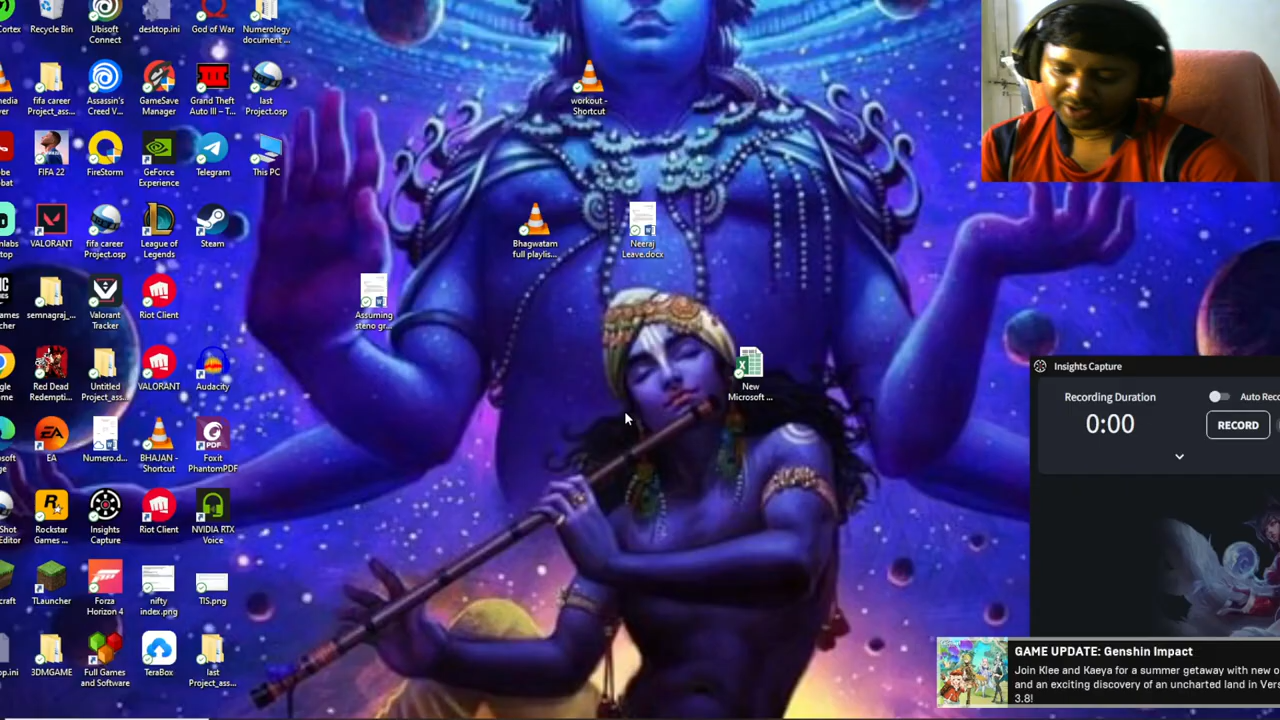 Cortex
Recycle Bin
Ubisoft
Connect
desktop.ini
God of War
Numerology
document ...
fifa career
Project_ass...
Assassin's
Creed V...
GameSave
Manager
Grand Theft
Auto III – T...
last
Project.osp
workout -
Shortcut
FIFA 22
FireStorm
GeForce
Experience
Telegram
This PC
VALORANT
fifa career
Project.osp
League of
Legends
Steam
Bhagwatam
full playlis...
Neeraj
Leave.docx
semnagraj_...
Valorant
Tracker
Riot Client
Assuming
steno gr...
Red Dead
Redempti...
Untitled
Project_ass...
VALORANT
Audacity
New
Microsoft ...
EA
Numero.d...
BHAJAN -
Shortcut
Foxit
PhantomPDF
Rockstar
Games ...
Insights
Capture
Riot Client
NVIDIA RTX
Voice
TLauncher
Forza
Horizon 4
nifty
index.png
TIS.png
3DMGAME
Full Games
and Software
TeraBox
last
Project_ass...
Insights Capture
Recording Duration
Auto Reco
0:00
RECORD
GAME UPDATE: Genshin Impact
Join Klee and Kaeya for a summer getaway with new o
and an exciting discovery of an uncharted land in Vers
3.8!